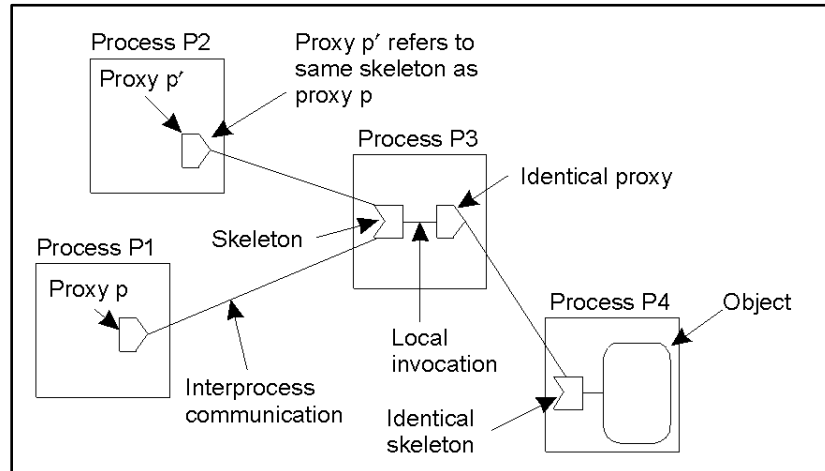 Process P2
Proxy p′ refers to
same skeleton as
proxy p
Proxy p′
Process P3
Identical proxy
Skeleton
Process P1
Proxy p
Process P4
Object
Local
invocation
Interprocess
communication
Identical
skeleton